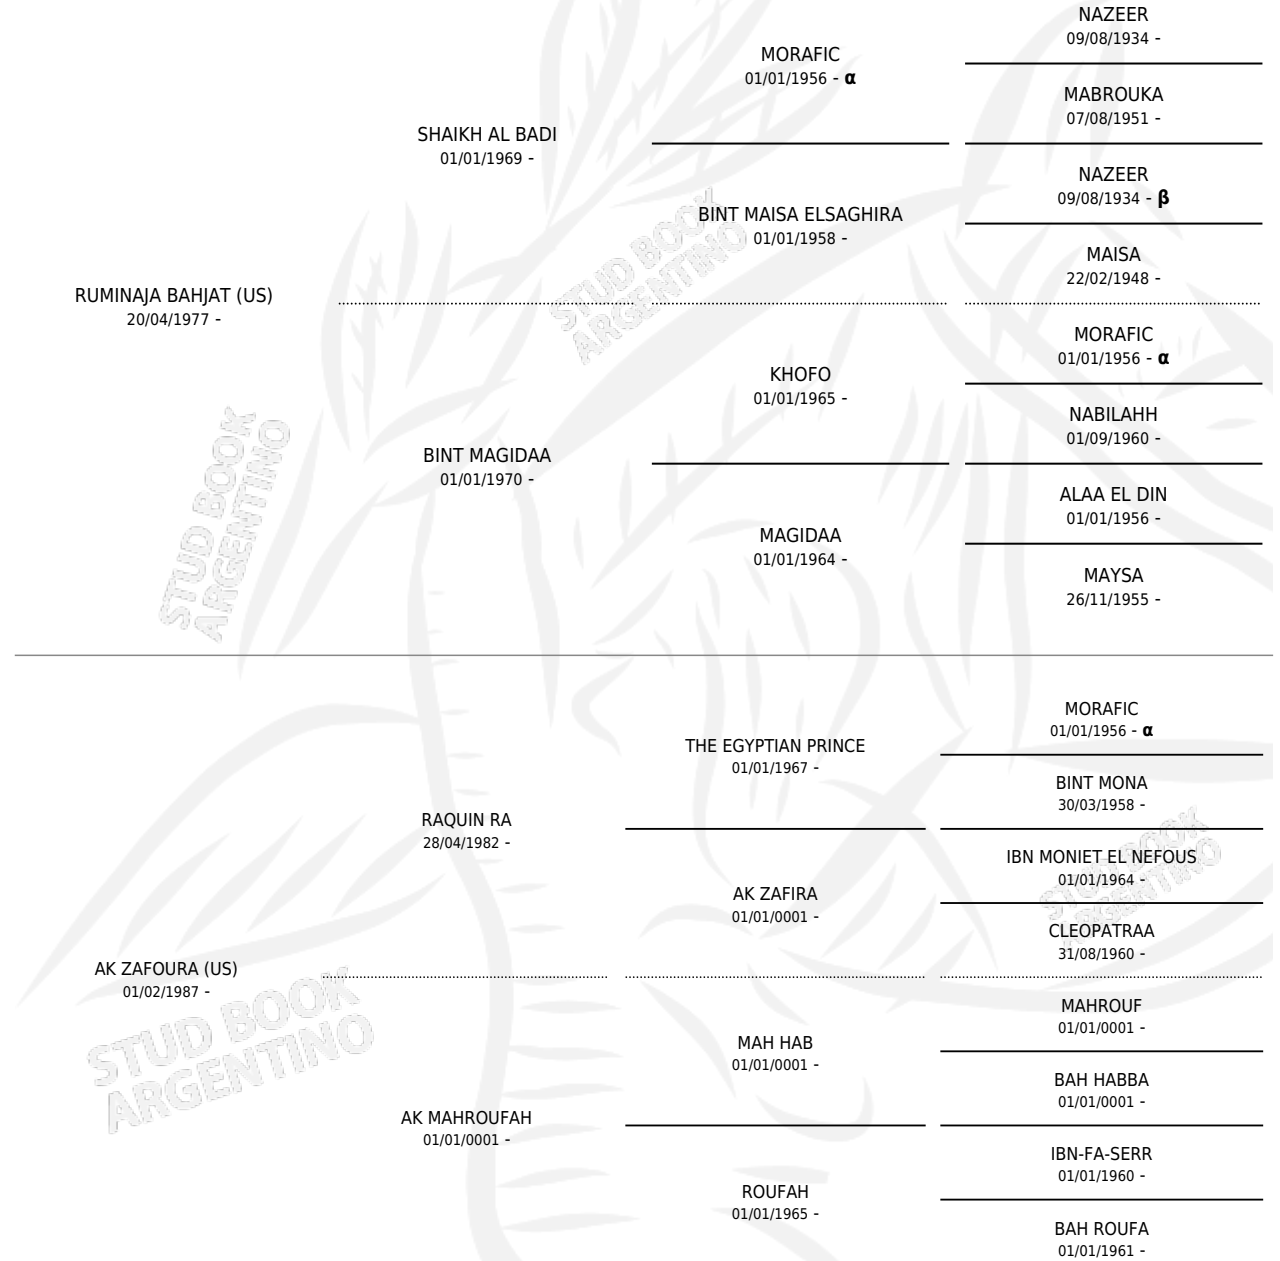 NAZEER
09/08/1934 -
MORAFIC
01/01/1956 - α
MABROUKA
07/08/1951 -
SHAIKH AL BADI
01/01/1969 -
NAZEER
09/08/1934 - β
BINT MAISA ELSAGHIRA
01/01/1958 -
MAISA
22/02/1948 -
RUMINAJA BAHJAT (US)
20/04/1977 -
MORAFIC
01/01/1956 - α
KHOFO
01/01/1965 -
NABILAHH
01/09/1960 -
BINT MAGIDAA
01/01/1970 -
ALAA EL DIN
01/01/1956 -
MAGIDAA
01/01/1964 -
MAYSA
26/11/1955 -
STUD BOOK
ARGENTINO
STUD BOOK
ARGENTINO
MORAFIC
01/01/1956 - α
THE EGYPTIAN PRINCE
01/01/1967 -
BINT MONA
30/03/1958 -
RAQUIN RA
28/04/1982 -
IBN MONIET EL NEFOUS
01/01/1964 -
AK ZAFIRA
01/01/0001 -
CLEOPATRAA
31/08/1960 -
AK ZAFOURA (US)
01/02/1987 -
MAHROUF
01/01/0001 -
MAH HAB
01/01/0001 -
BAH HABBA
01/01/0001 -
AK MAHROUFAH
01/01/0001 -
IBN-FA-SERR
01/01/1960 -
ROUFAH
01/01/1965 -
BAH ROUFA
01/01/1961 -
STUD BOOK
ARGENTINO
STUD BOOK
ARGENTINO